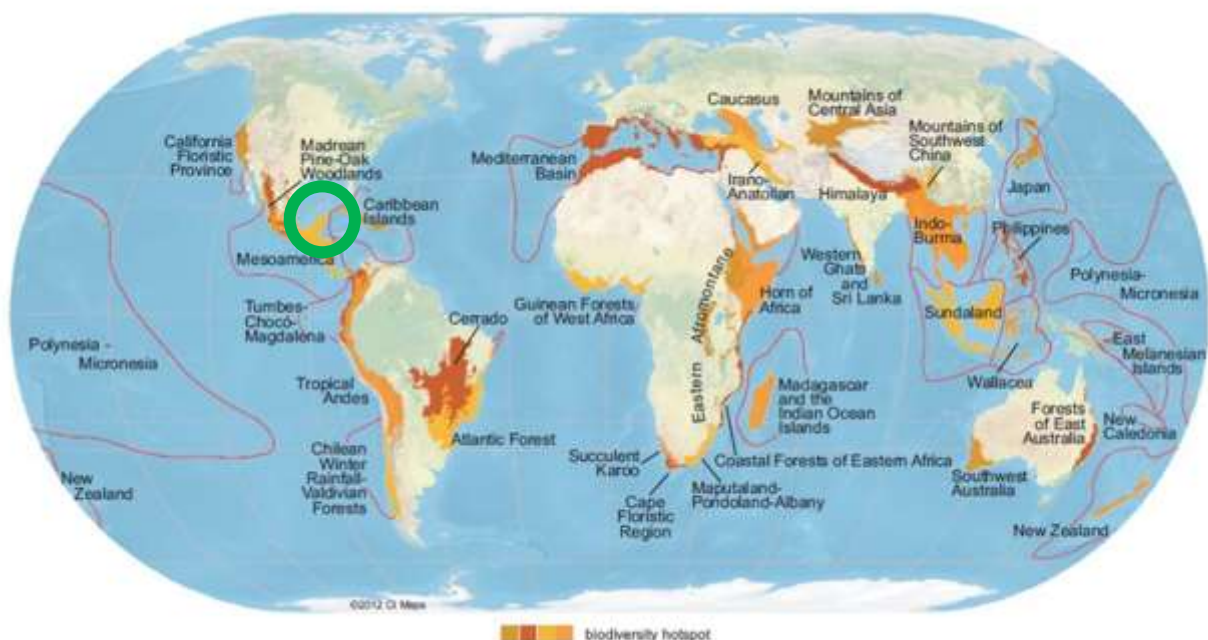 California
Floristic
Province
Madrean
Pine-Oak
Woodlands
Caribbean
Islands
Mesoamerica
Tumbes-
Chocó-
Magdalena
Polynesia -
Micronesia
Tropical
Andes
Chilean
Winter
Rainfall-
Valdivian
Forests
New
Zealand
Cerrado
Atlantic Forest
Mediterranean
Basin
Caucasus
Irano-
Anatolian
Mountains of
Central Asia
Mountains of
Southwest
China
Himalaya
Japan
Indo-
Burma
Philippines
Western
Ghats
and
Sri Lanka
Guinean Forests
of West Africa
Eastern Afromontane
Horn of
Africa
Sundaland
Polynesia-
Micronesia
East
Melanesian
Islands
Wallacea
Madagascar
and the
Indian Ocean
Islands
Succulent
Karoo
Coastal Forests of Eastern Africa
Cape
Floristic
Region
Maputaland-
Pondoland-Albany
Forests
of East
Australia
New
Caledonia
Southwest
Australia
New Zealand
©2012 CI Maps
biodiversity hotspot